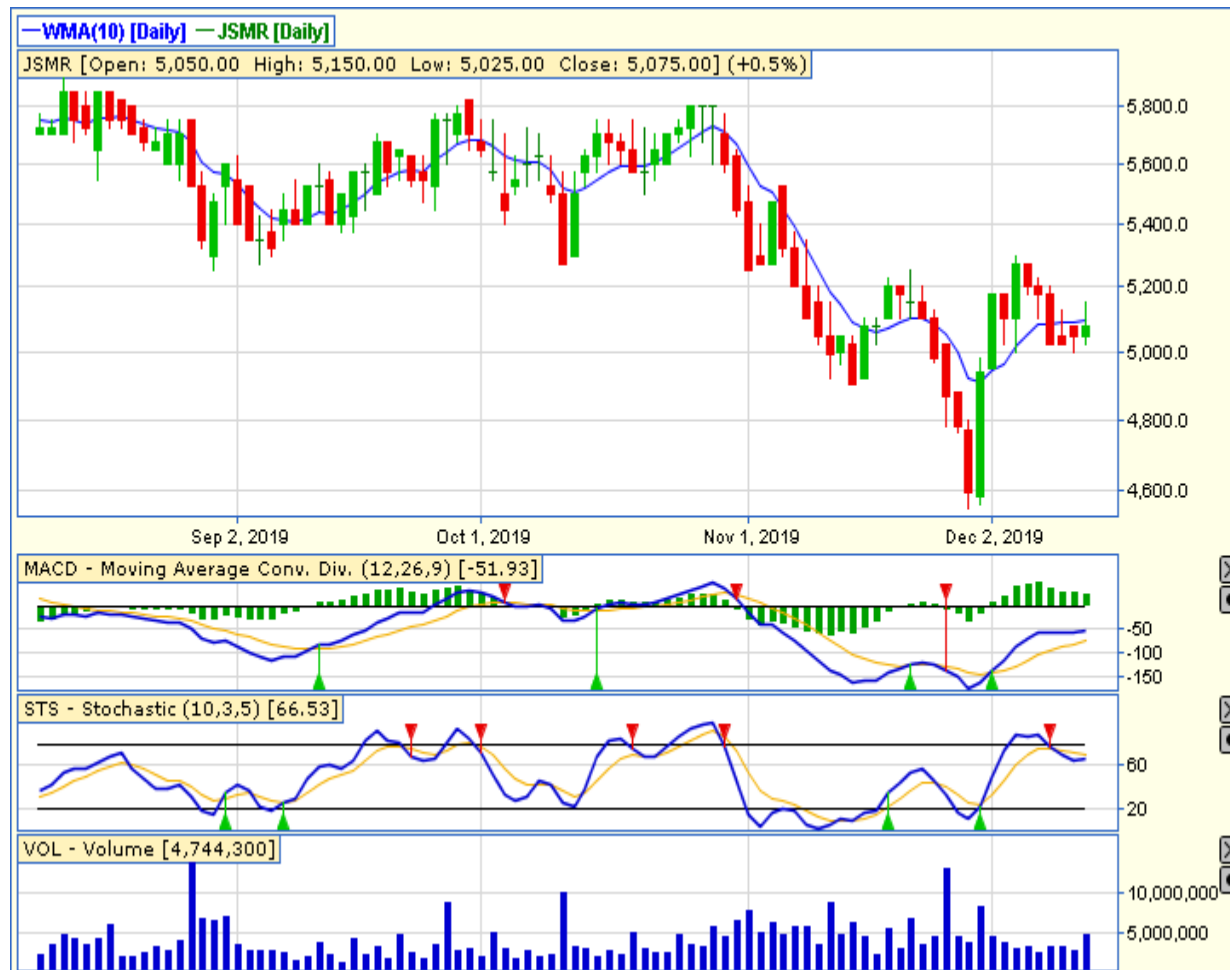 WMA(10) [Daily] JSMR [Daily]
JSMR [Open: 5,050.00 High: 5,150.00 Low: 5,025.00 Close: 5,075.00] (+0.5%)
5,800.0
5,600.0
5,400.0
5,200.0
5,000.0
4,800.0
4,600.0
Sep 2, 2019 Oct 1, 2019 Nov 1, 2019 Dec 2, 2019
MACD - Moving Average Conv. Div. (12,26,9) [-51.93]
-50
-100
-150
STS - Stochastic (10,3,5) [66.53]
60
20
VOL - Volume [4,744,300]
10,000,000
5,000,000